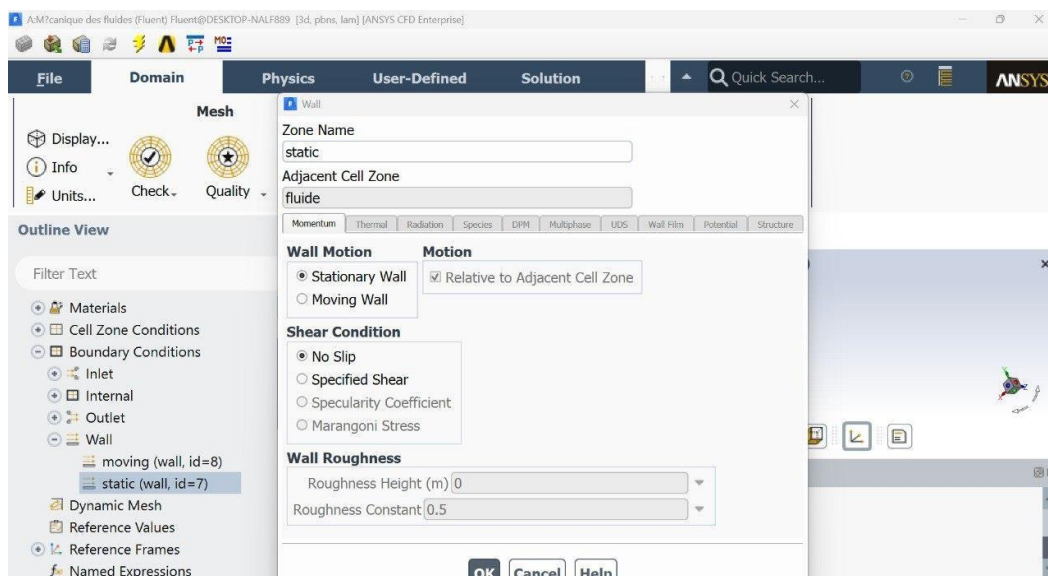 A:M?canique des fluides (Fluent) Fluent@DESKTOP-NALF889 [3d, pbns, lam] [ANSYS CFD Enterprise]
File Domain Physics User-Defined Solution Quick Search... ANSYS
Mesh
Display...
Info
Units...
Check
Quality
Wall
Zone Name
static
Adjacent Cell Zone
fluide
Momentum Thermal Radiation Species DPM Multiphase UDS Wall Film Potential Structure
Wall Motion Motion
Stationary Wall Relative to Adjacent Cell Zone
Moving Wall
Shear Condition
No Slip
Specified Shear
Specularity Coefficient
Marangoni Stress
Wall Roughness
Roughness Height (m) 0
Roughness Constant 0.5
OK Cancel Help
Outline View
Filter Text
Materials
Cell Zone Conditions
Boundary Conditions
Inlet
Internal
Outlet
Wall
moving (wall, id=8)
static (wall, id=7)
Dynamic Mesh
Reference Values
Reference Frames
Named Expressions